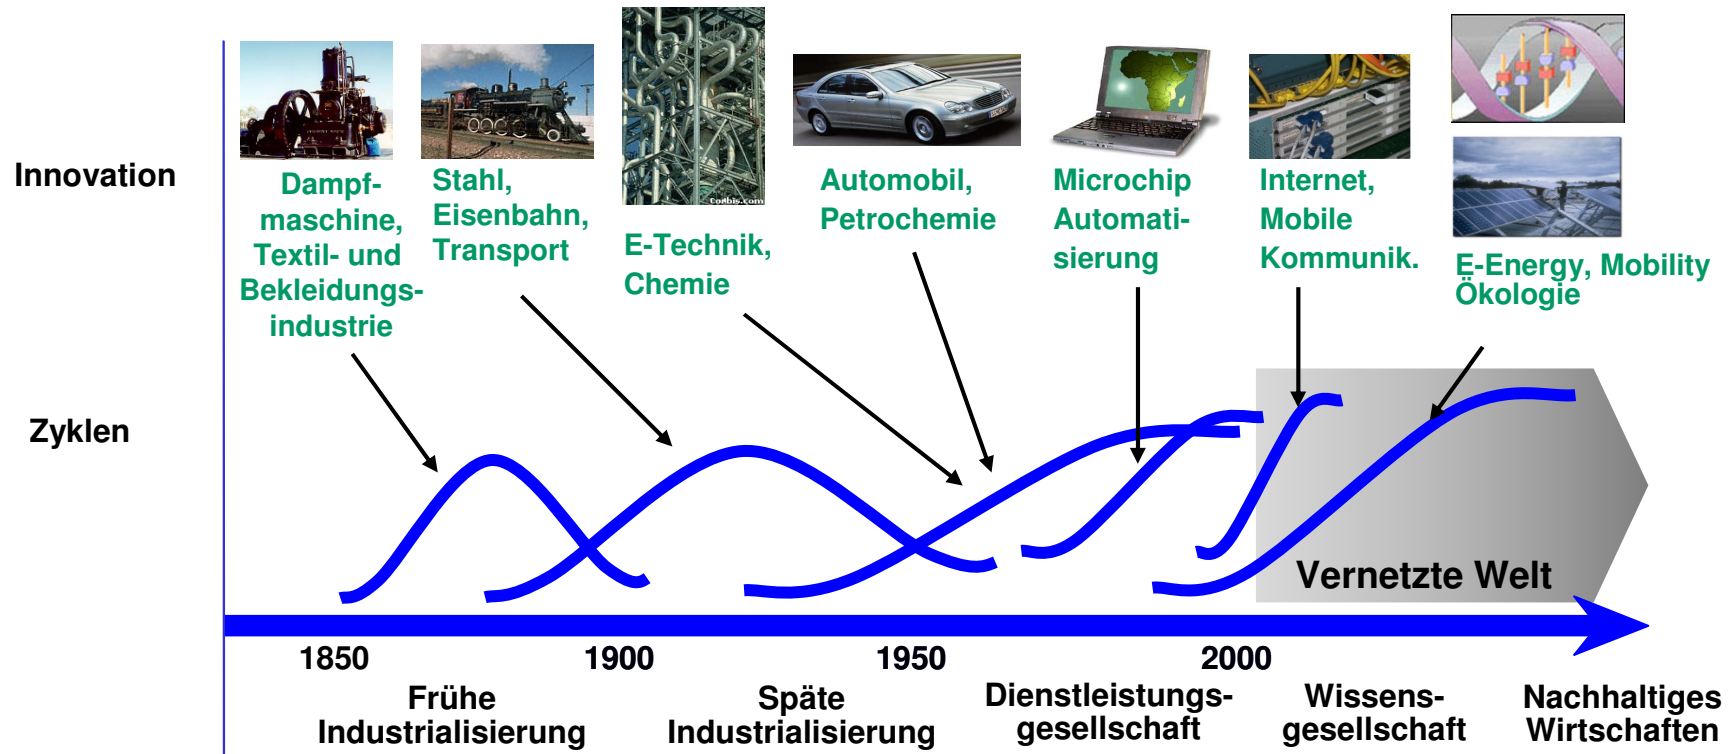 Innovation
Dampf-
maschine,
Textil- und
Bekleidungs-
industrie
Stahl,
Eisenbahn,
Transport
Corbis.com
E-Technik,
Chemie
Automobil,
Petrochemie
Microchip
Automati-
sierung
Internet,
Mobile
Kommunik.
E-Energy, Mobility
Ökologie
Zyklen
Vernetzte Welt
1850
1900
1950
2000
Frühe
Industrialisierung
Späte
Industrialisierung
Dienstleistungs-
gesellschaft
Wissens-
gesellschaft
Nachhaltiges
Wirtschaften